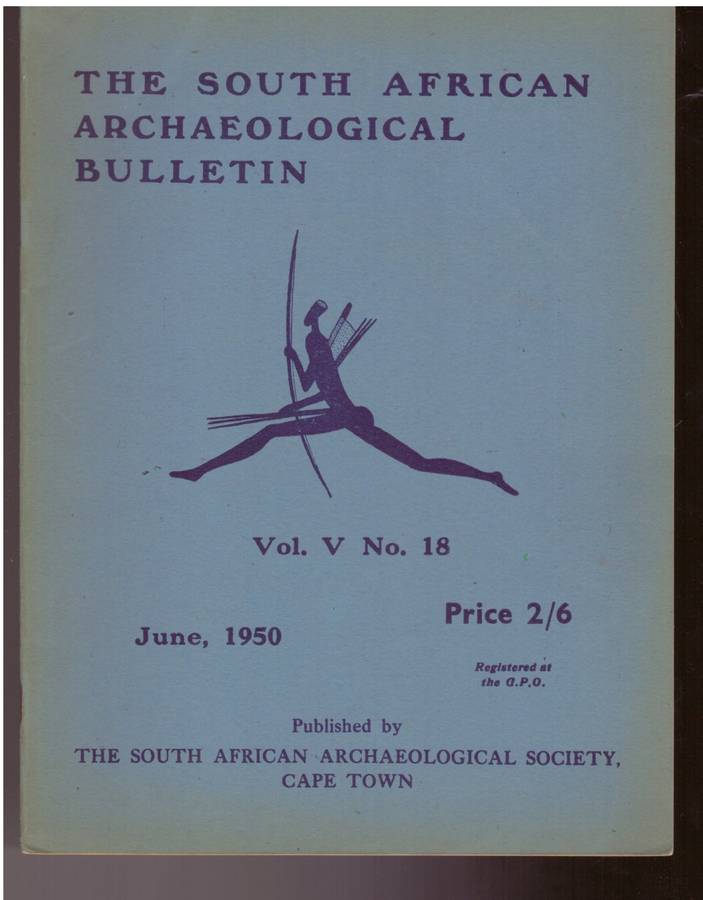 THE SOUTH AFRICAN
ARCHAEOLOGICAL
BULLETIN
Vol. V No. 18
Price 2/6
June, 1950
Registered at
the G.P.O.
Published by
THE SOUTH AFRICAN ARCHAEOLOGICAL SOCIETY,
CAPE TOWN